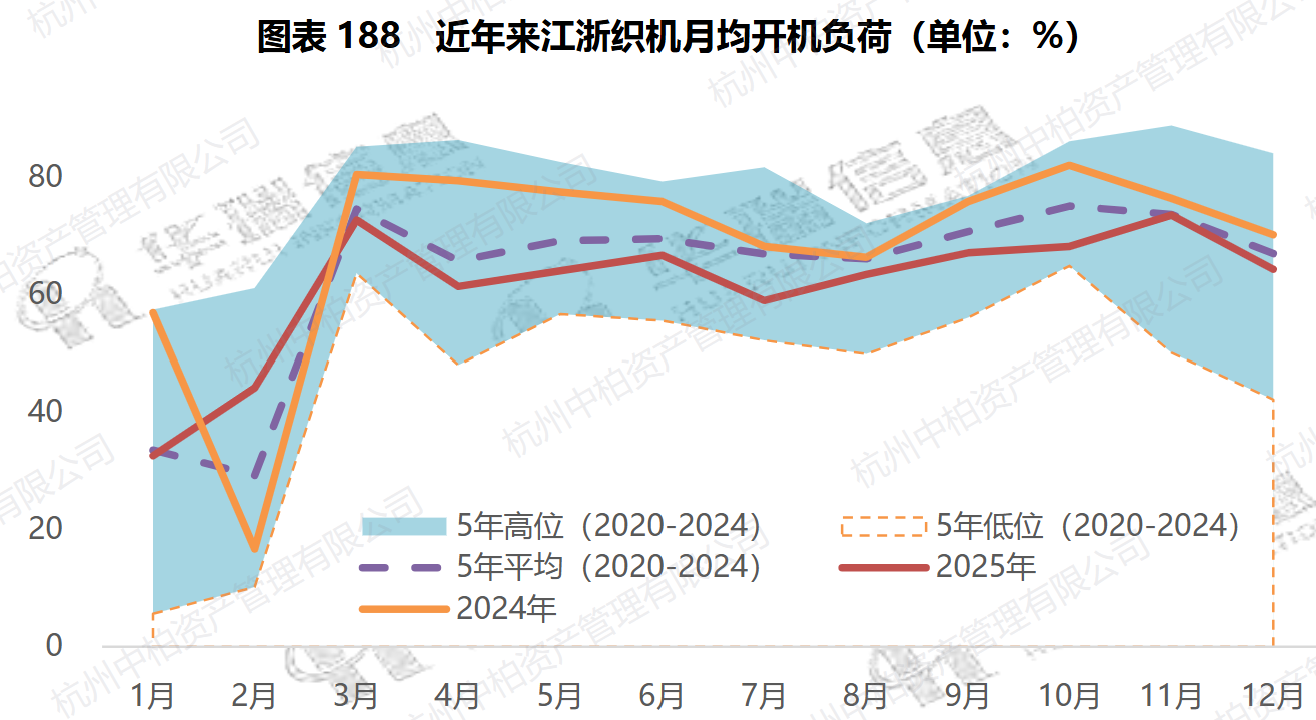 图表 188 近年来江浙织机月均开机负荷（单位：%）
80
60
40
20
0
5年高位（2020-2024）
5年低位（2020-2024）
5年平均（2020-2024）
2025年
2024年
1月 2月 3月 4月 5月 6月 7月 8月 9月 10月 11月 12月
杭州中柏资产管理有限公司
华瑞信息